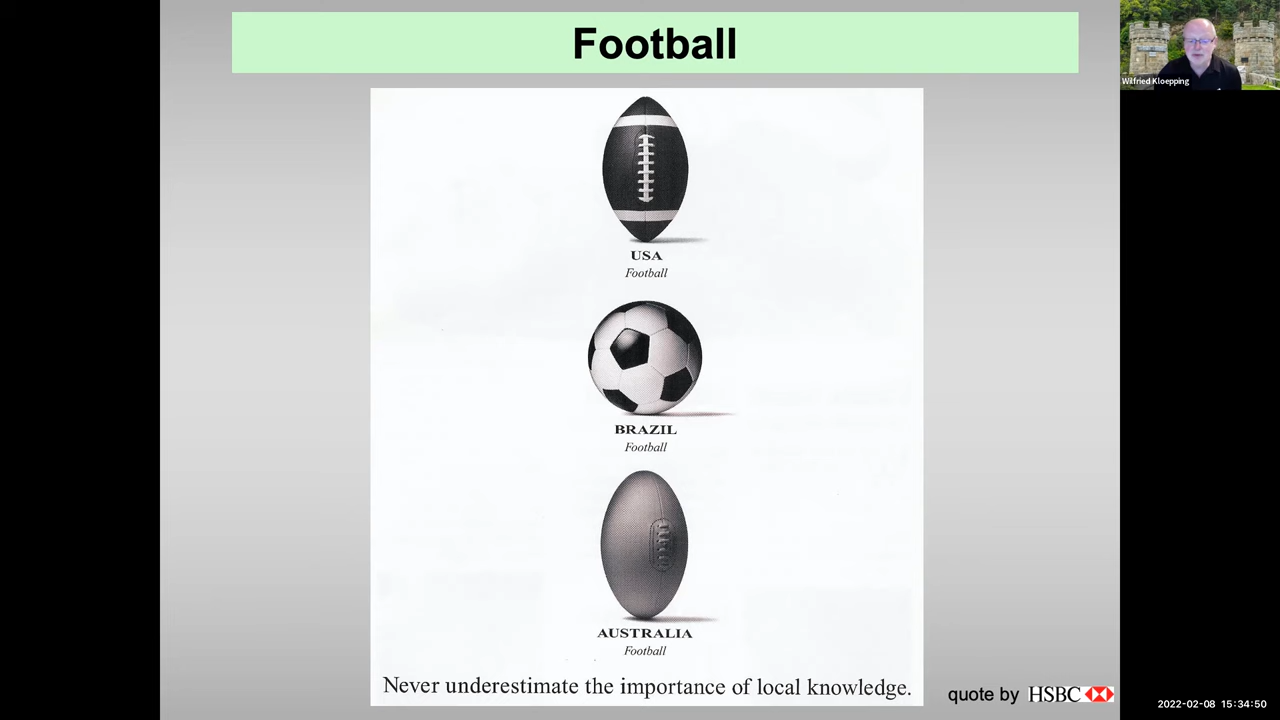 Football
Wilfried Kloepping
USA
Football
BRAZIL
Football
AUSTRALIA
Football
Never underestimate the importance of local knowledge.
quote by HSBC
2022-02-08 15:34:50